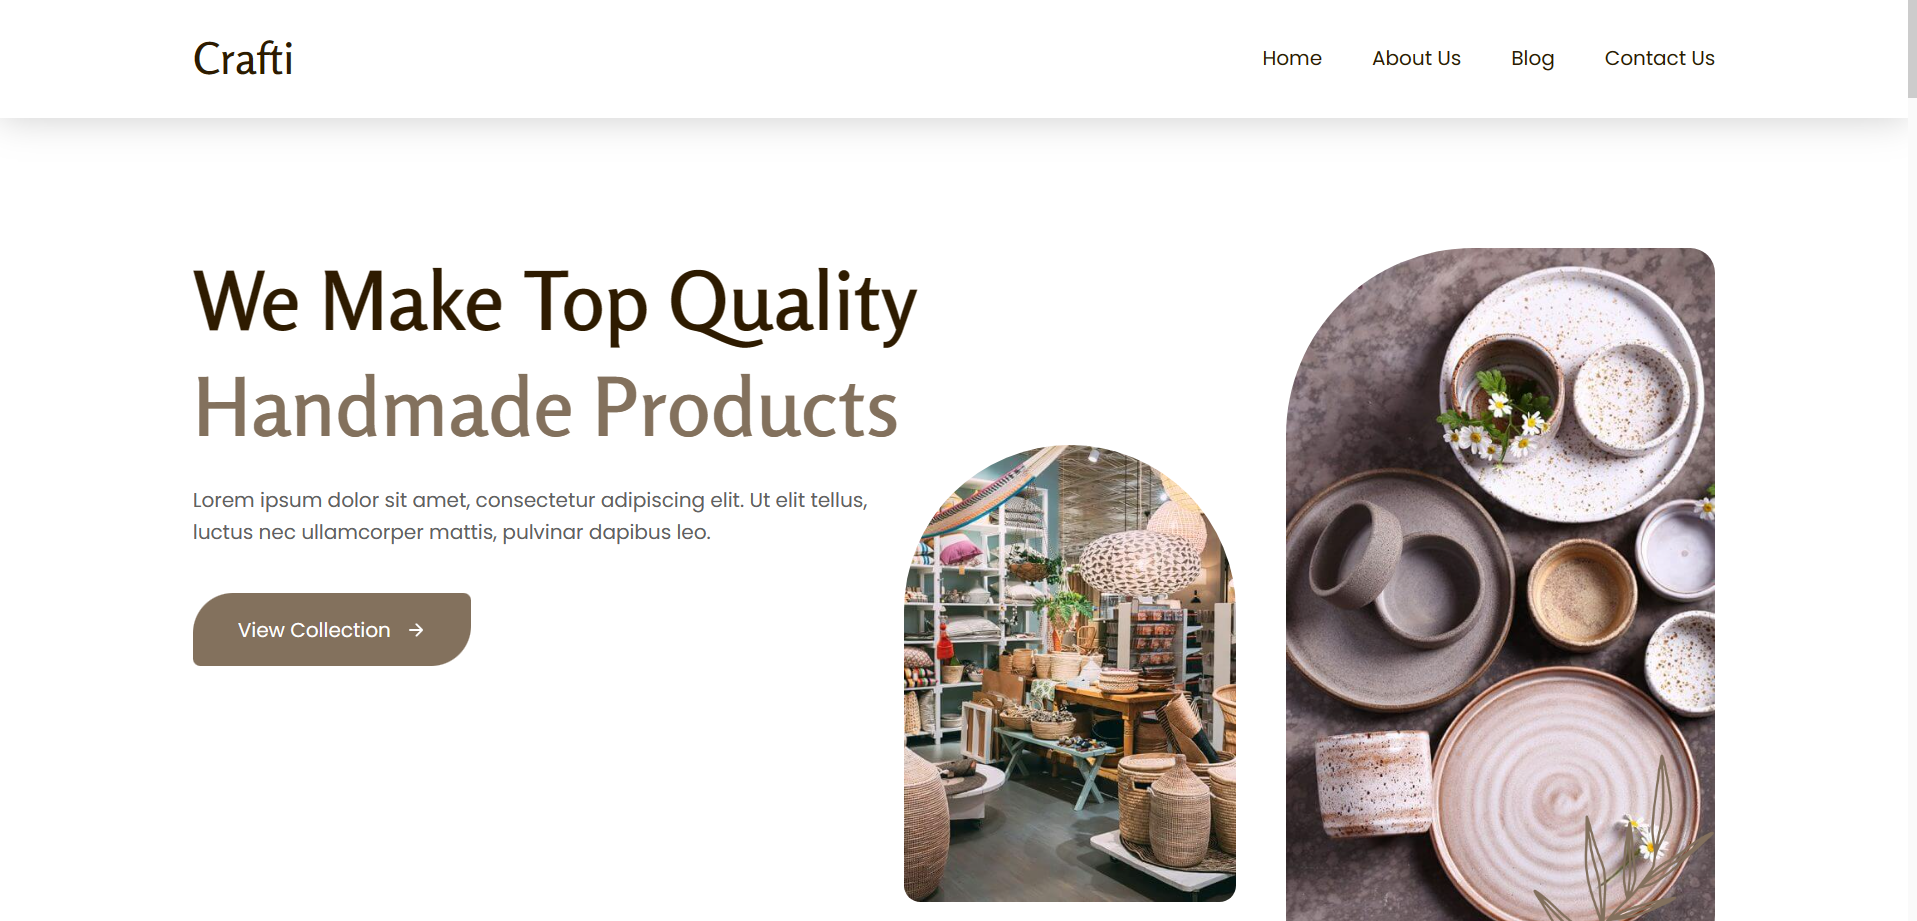 Crafti
Home
About Us
Blog
Contact Us
We Make Top Quality
Handmade Products
Lorem ipsum dolor sit amet, consectetur adipiscing elit. Ut elit tellus,
luctus nec ullamcorper mattis, pulvinar dapibus leo.
View Collection →